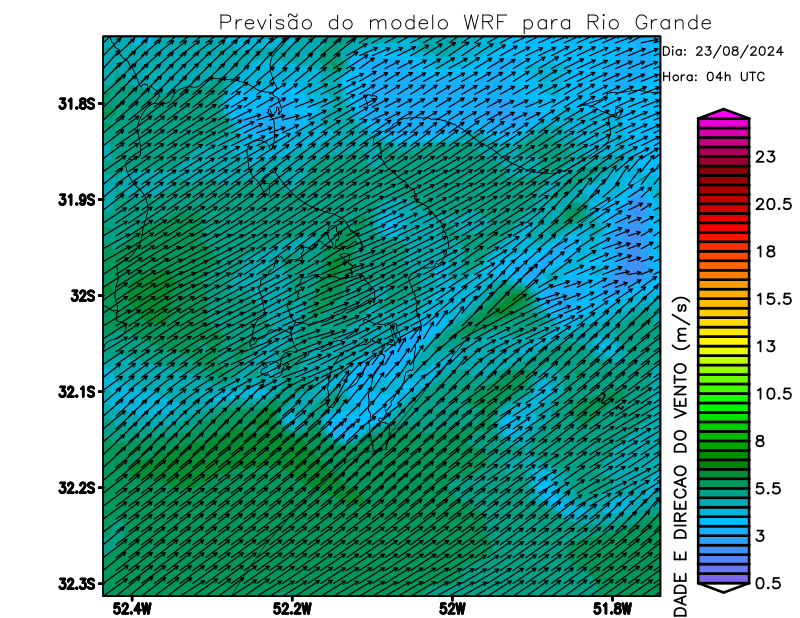 Previsão do modelo WRF para Rio Grande
Dia: 23/08/2024
Hora: 04h UTC
31.8S
31.9S
32S
32.1S
32.2S
32.3S
52.4W
52.2W
52W
51.8W
23
20.5
18
15.5
13
10.5
8
5.5
3
0.5
DADE E DIRECAO DO VENTO (m/s)